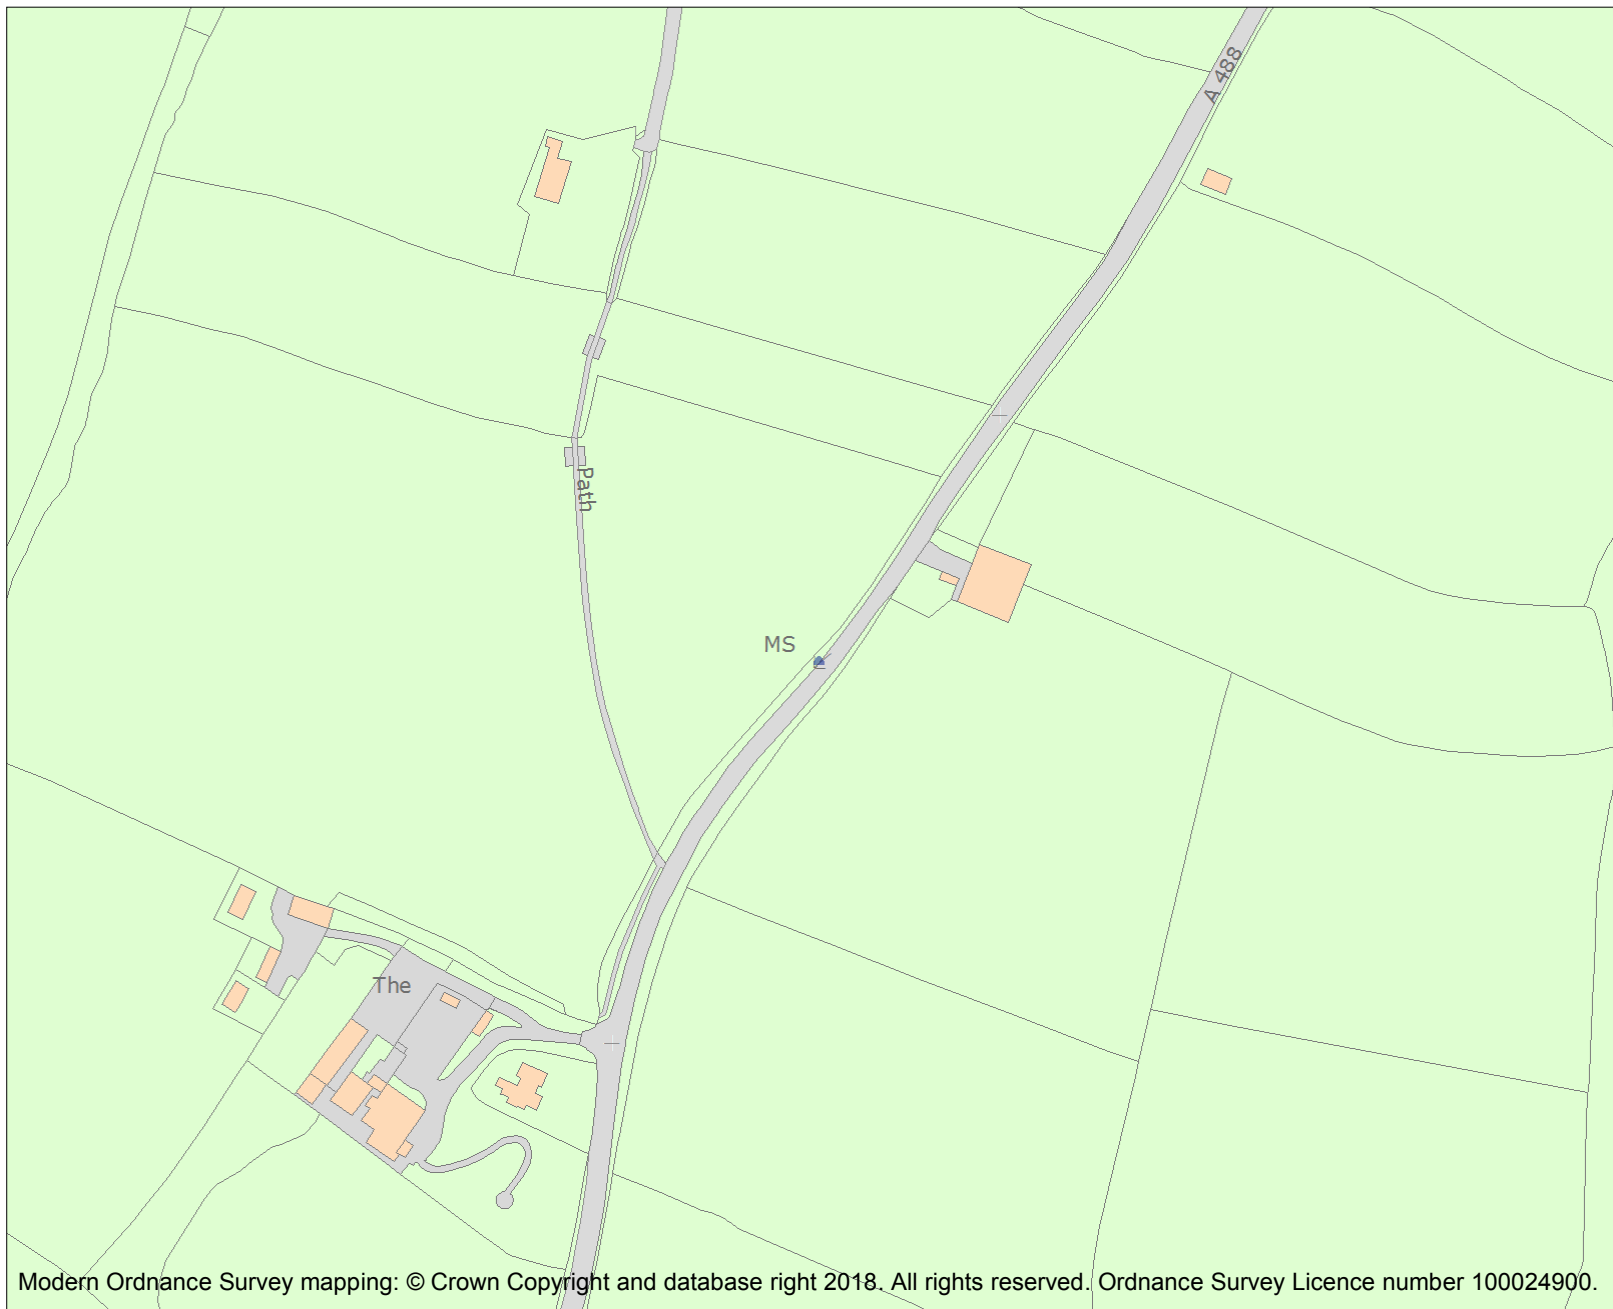 A 488
Path
MS
The
Modern Ordnance Survey mapping: © Crown Copyright and database right 2018. All rights reserved. Ordnance Survey Licence number 100024900.